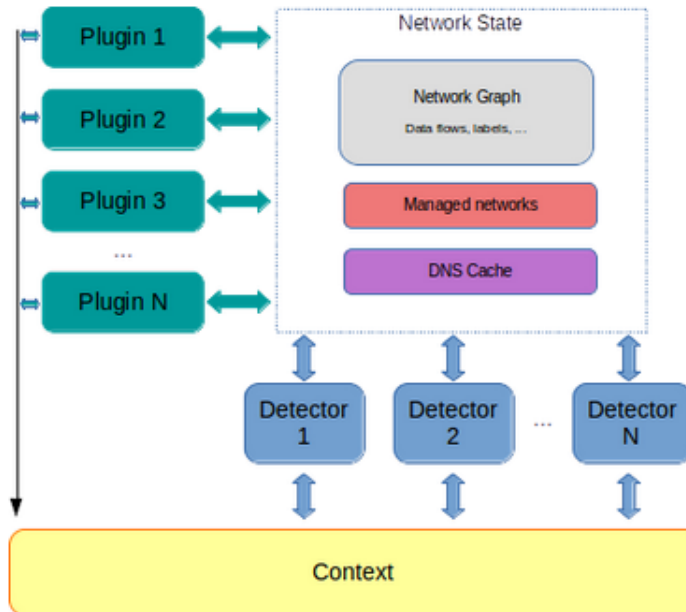 Plugin 1
Plugin 2
Plugin 3
...
Plugin N
Network State
Network Graph
Data flows, labels, ...
Managed networks
DNS Cache
Detector
1
Detector
2
...
Detector
N
Context